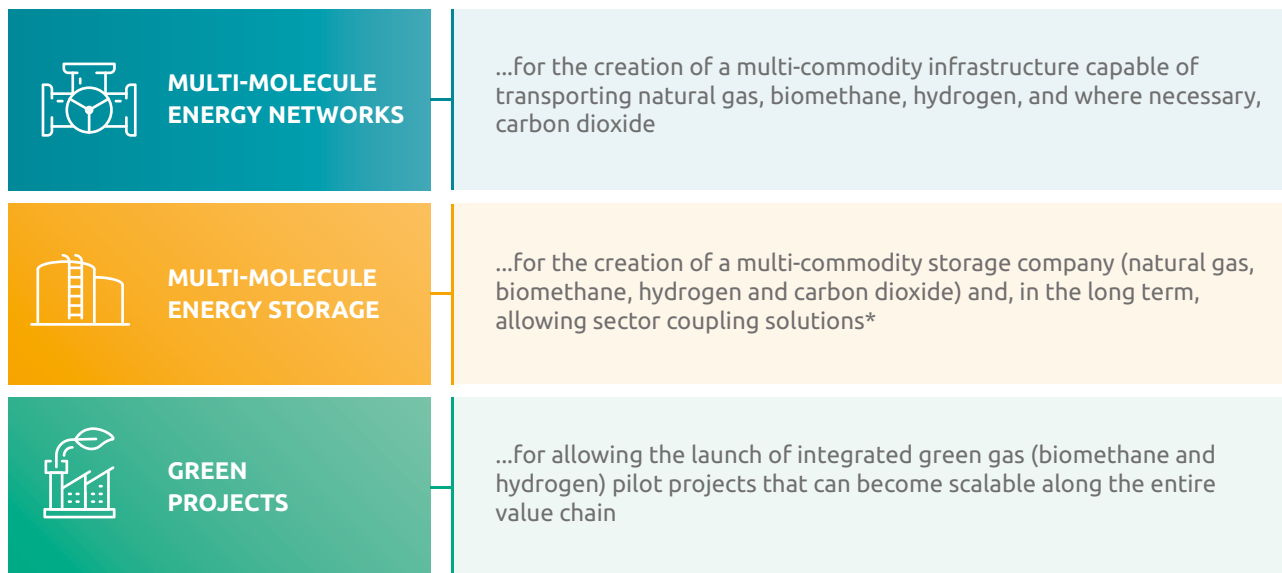 MULTI-MOLECULE
ENERGY NETWORKS
...for the creation of a multi-commodity infrastructure capable of
transporting natural gas, biomethane, hydrogen, and where necessary,
carbon dioxide
MULTI-MOLECULE
ENERGY STORAGE
...for the creation of a multi-commodity storage company (natural gas,
biomethane, hydrogen and carbon dioxide) and, in the long term,
allowing sector coupling solutions*
GREEN
PROJECTS
...for allowing the launch of integrated green gas (biomethane and
hydrogen) pilot projects that can become scalable along the entire
value chain